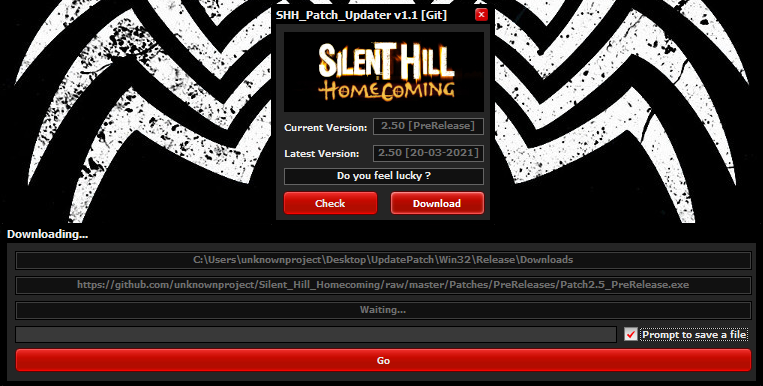 SHH_Patch_Updater v1.1 [Git]
SILENT HILL
HOMECOMING
Current Version: 2.50 [PreRelease]
Latest Version: 2.50 [20-03-2021]
Do you feel lucky ?
Check Download
Downloading...
C:\Users\unknownproject\Desktop\UpdatePatch\Win32\Release\Downloads
https://github.com/unknownproject/Silent_Hill_Homecoming/raw/master/Patches/PreReleases/Patch2.5_PreRelease.exe
Waiting...
Prompt to save a file
Go